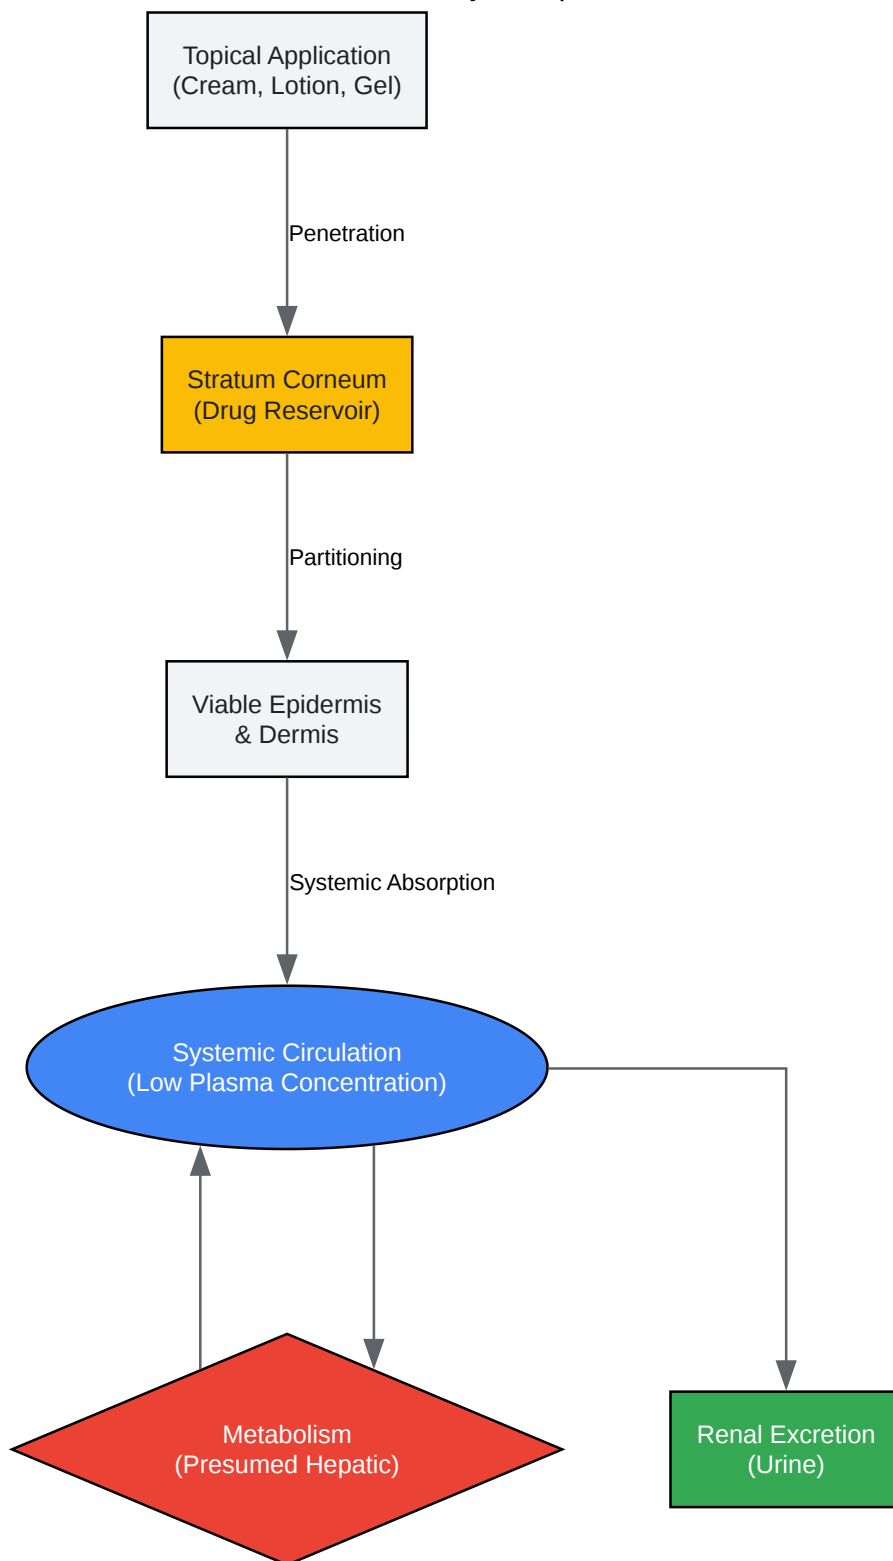 Topical Application
(Cream, Lotion, Gel)
Penetration
Stratum Corneum
(Drug Reservoir)
Partitioning
Viable Epidermis
& Dermis
Systemic Absorption
Systemic Circulation
(Low Plasma Concentration)
Metabolism
(Presumed Hepatic)
Renal Excretion
(Urine)